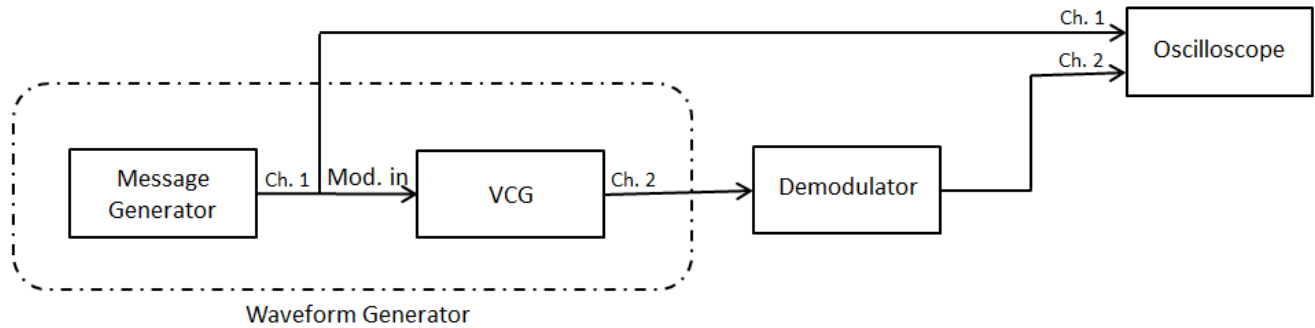 Ch. 1
Oscilloscope
Ch. 2
Message
Generator
Ch. 1
Mod. in
VCG
Ch. 2
Demodulator
Waveform Generator